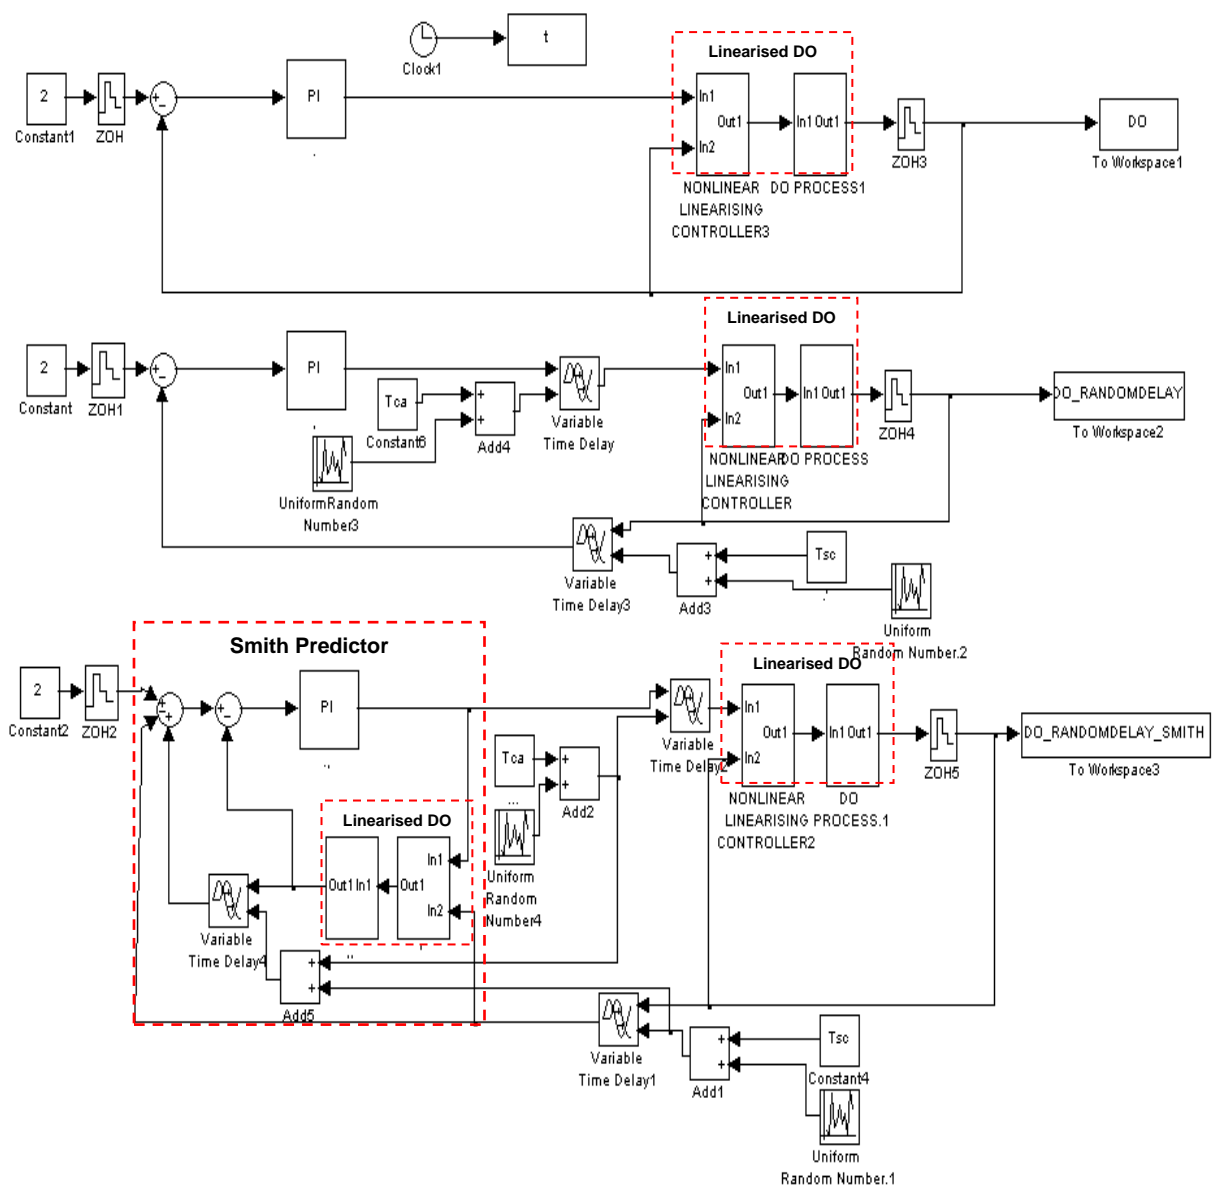 t
Clock1
Linearised DO
2
Constant1
ZOH
+
-
PI
In1
Out1
In2
In1 Out1
NONLINEAR
LINEARISING
CONTROLLER3
DO PROCESS1
ZOH3
DO
To Workspace1
Linearised DO
2
Constant
ZOH1
+
-
PI
Tca
Constant6
+
+
Add4
UniformRandom
Number3
Variable
Time Delay
In1
Out1
In2
In1 Out1
NONLINEAR
LINEARISING
CONTROLLER
DO PROCESS
ZOH4
DO_RANDOMDELAY
To Workspace2
Variable
Time Delay3
+
+
Add3
Tsc
Uniform
Random Number.2
Smith Predictor
Linearised DO
2
Constant2
ZOH2
+
-
+
+
-
PI
Tca
+
+
Add2
Uniform
Random
Number4
Variable
Time Delay2
In1
Out1
In2
In1 Out1
NONLINEAR
LINEARISING
CONTROLLER2
DO
PROCESS.1
ZOH5
DO_RANDOMDELAY_SMITH
To Workspace3
Linearised DO
Out1 In1
In1
Out1
In2
Variable
Time Delay4
+
+
Add5
Variable
Time Delay1
+
+
Add1
Tsc
Constant4
Uniform
Random Number.1